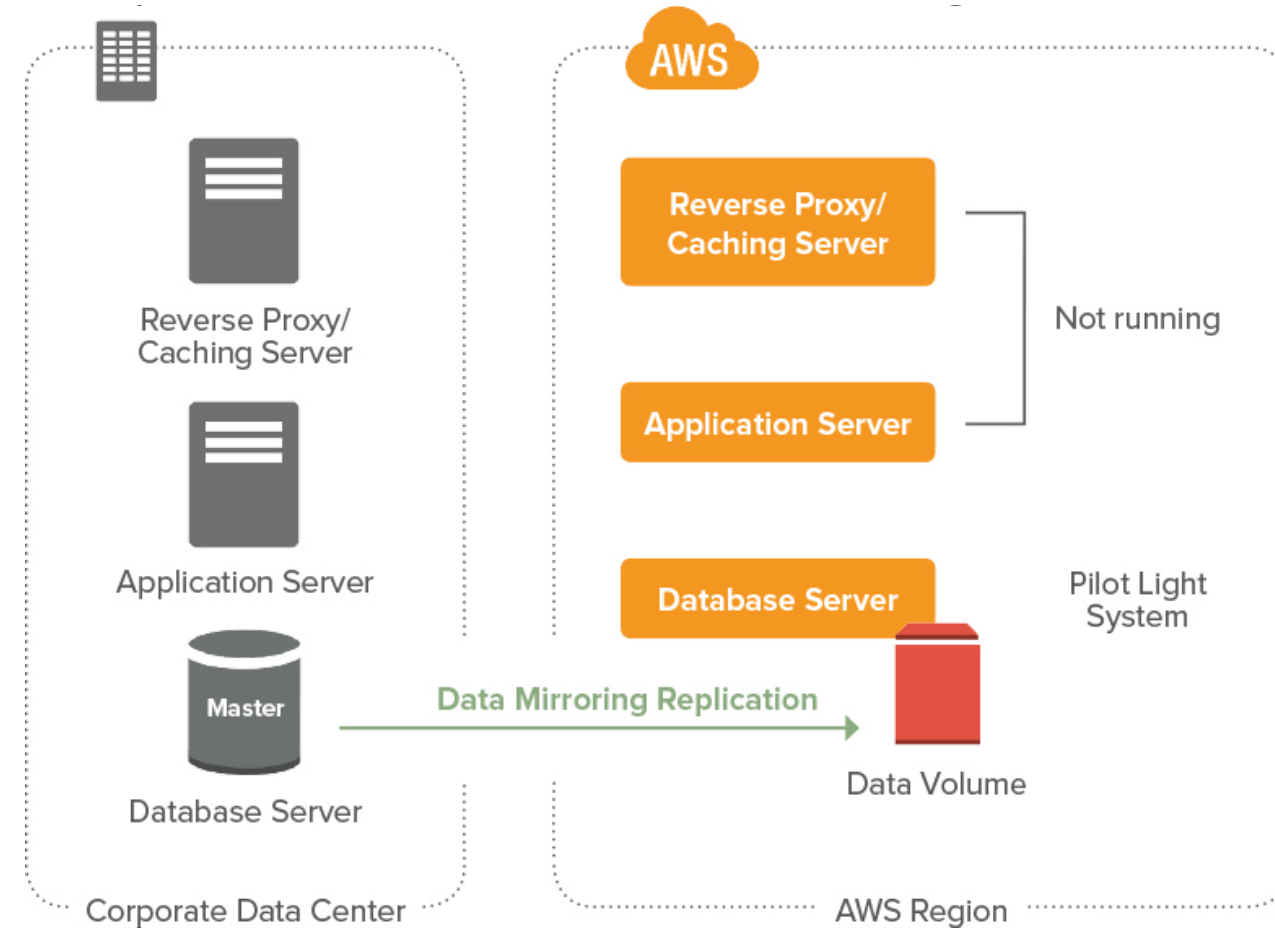 AWS
Reverse Proxy/
Caching Server
Application Server
Master
Database Server
Corporate Data Center
Reverse Proxy/
Caching Server
Not running
Application Server
Database Server
Pilot Light
System
Data Mirroring Replication
Data Volume
AWS Region